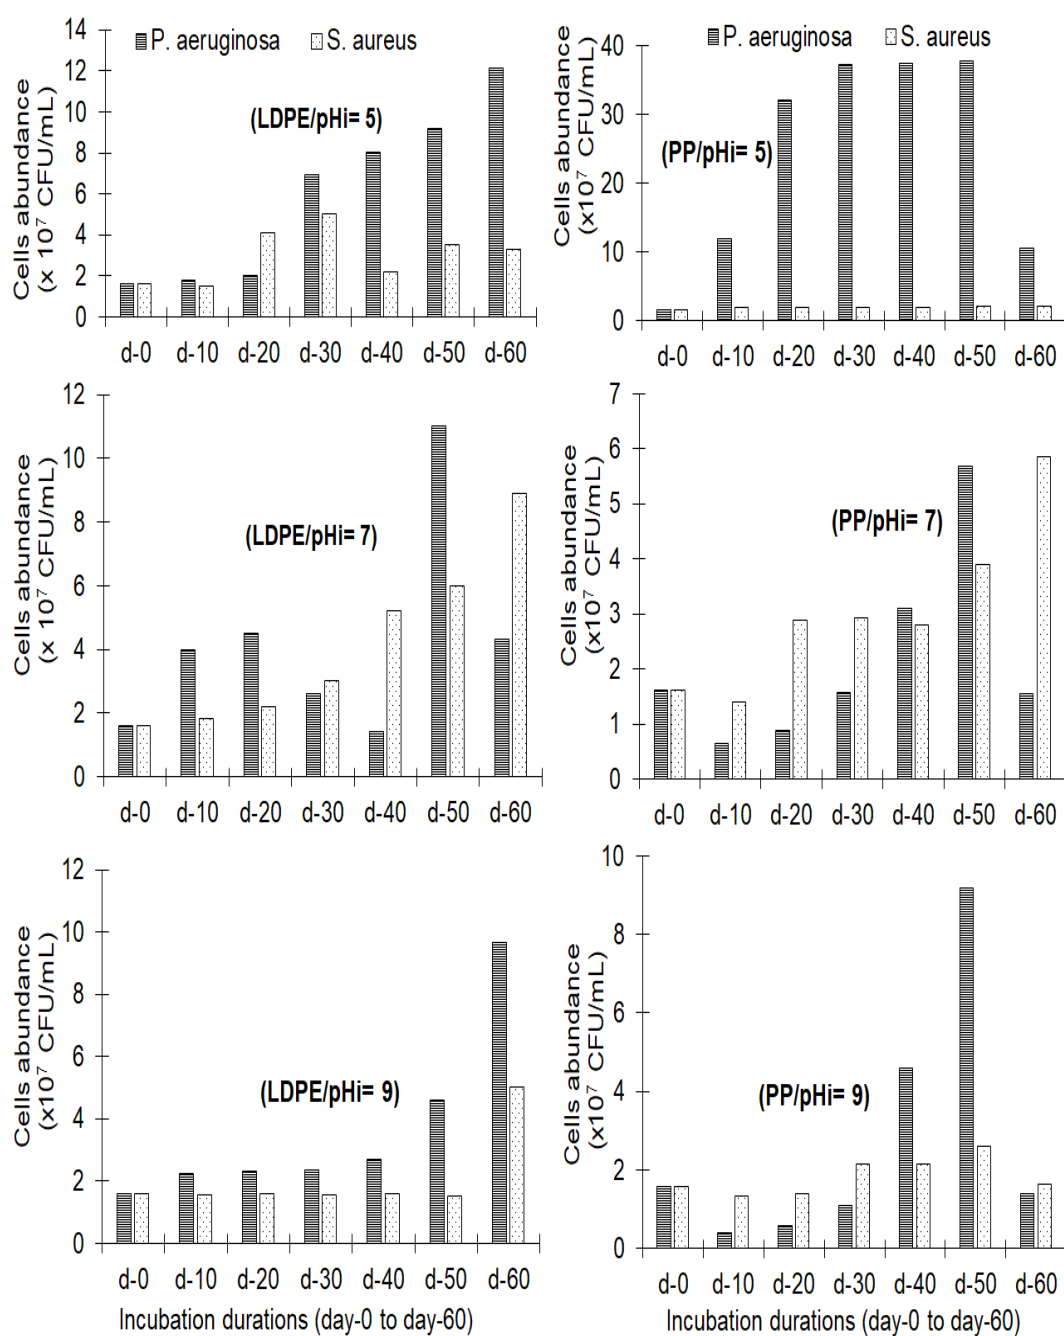 P. aeruginosa S. aureus
(LDPE/pHi= 5)
Cells abundance
(x 10⁷ CFU/mL)
14
12
10
8
6
4
2
0
d-0 d-10 d-20 d-30 d-40 d-50 d-60
P. aeruginosa S. aureus
(PP/pHi= 5)
Cells abundance
(x10⁷ CFU/mL)
40
30
20
10
0
d-0 d-10 d-20 d-30 d-40 d-50 d-60
(LDPE/pHi= 7)
Cells abundance
(x 10⁷ CFU/mL)
12
10
8
6
4
2
0
d-0 d-10 d-20 d-30 d-40 d-50 d-60
(PP/pHi= 7)
Cells abundance
(x10⁷ CFU/mL)
7
6
5
4
3
2
1
0
d-0 d-10 d-20 d-30 d-40 d-50 d-60
(LDPE/pHi= 9)
Cells abundance
(x10⁷ CFU/mL)
12
10
8
6
4
2
0
d-0 d-10 d-20 d-30 d-40 d-50 d-60
Incubation durations (day-0 to day-60)
(PP/pHi= 9)
Cells abundance
(x10⁷ CFU/mL)
10
8
6
4
2
0
d-0 d-10 d-20 d-30 d-40 d-50 d-60
Incubation durations (day-0 to day-60)